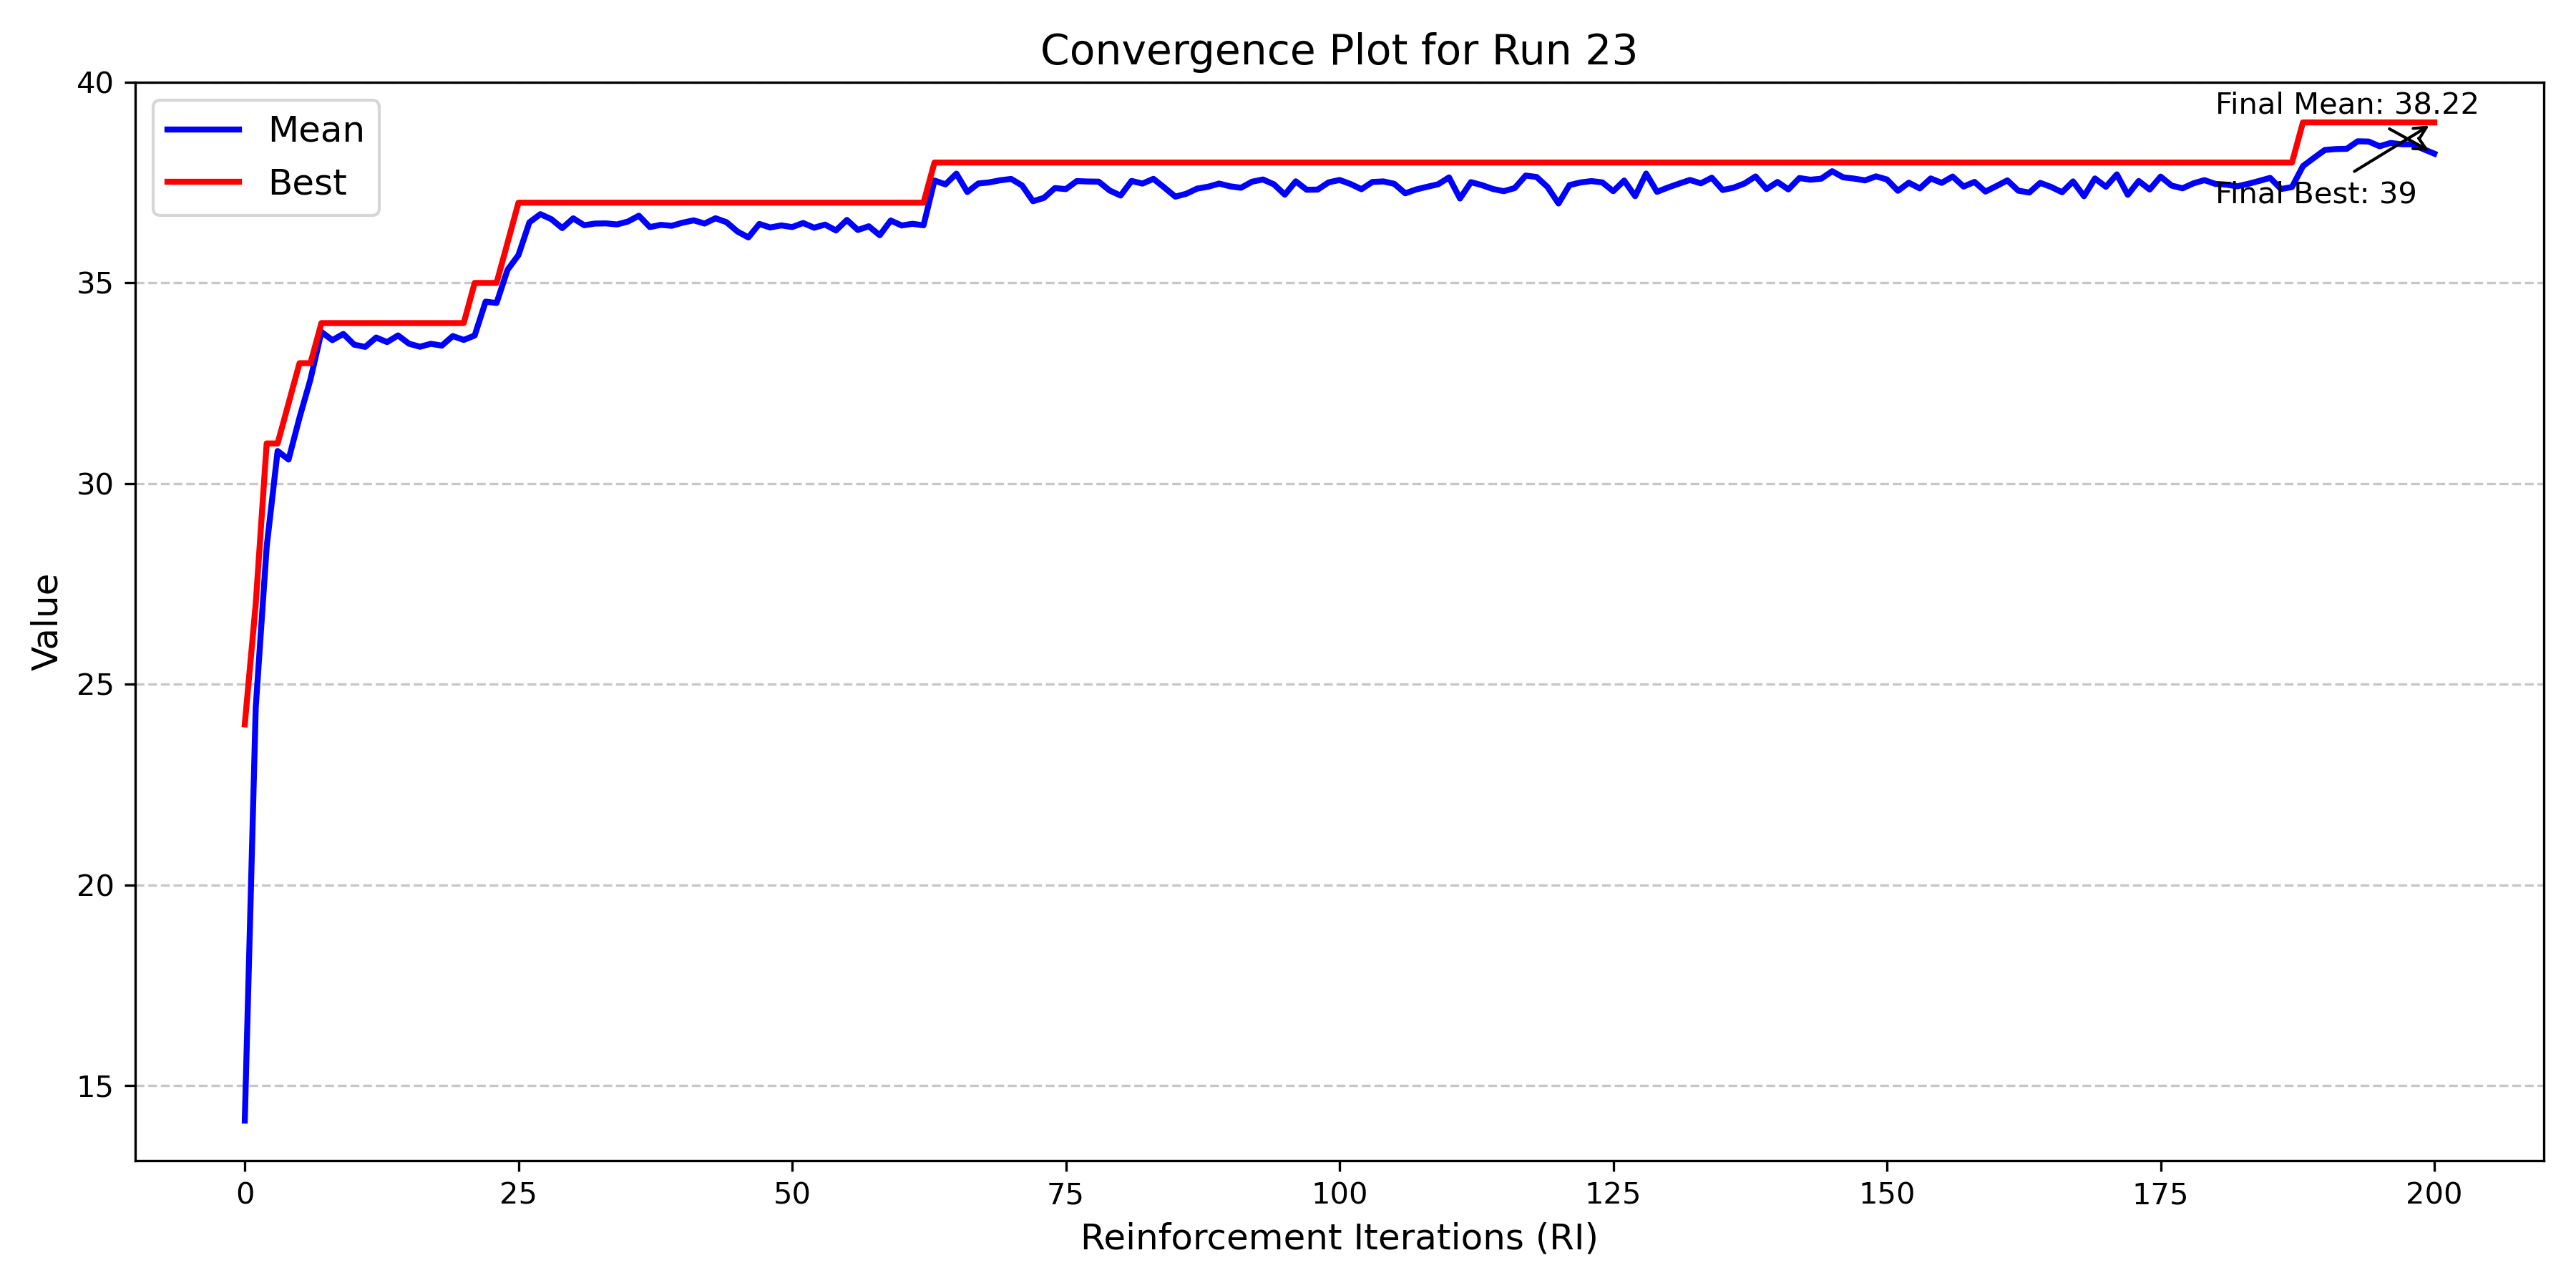 Convergence Plot for Run 23
Mean
Best
Final Mean: 38.22
Final Best: 39
Value
40
35
30
25
20
15
0 25 50 75 100 125 150 175 200
Reinforcement Iterations (RI)